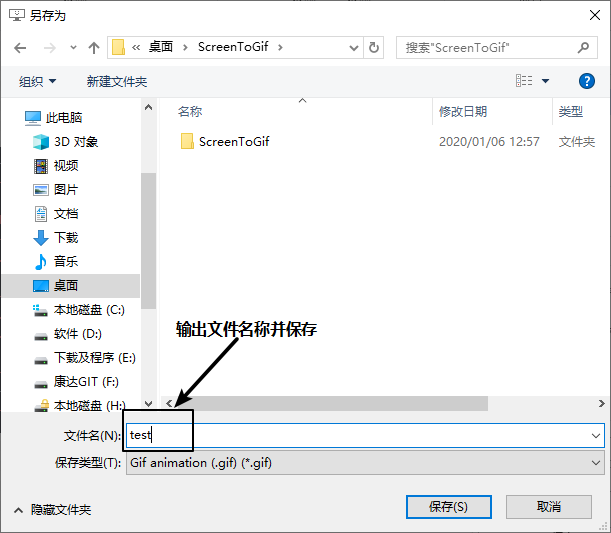 另存为
桌面 ScreenToGif
搜索"ScreenToGif"
组织 新建文件夹
名称 修改日期 类型
ScreenToGif 2020/01/06 12:57 文件夹
此电脑
3D 对象
视频
图片
文档
下载
音乐
桌面
本地磁盘 (C:)
软件 (D:)
下载及程序 (E:)
康达GIT (F:)
本地磁盘 (H:)
输出文件名称并保存
文件名(N): test
保存类型(T): Gif animation (.gif) (*.gif)
隐藏文件夹 保存(S) 取消